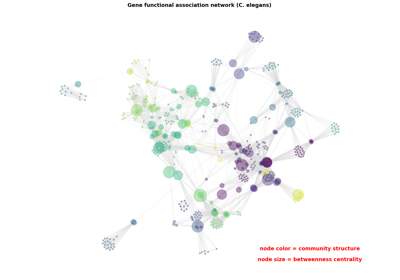 Gene functional association network (C. elegans)
node color = community structure
node size = betweenness centrality